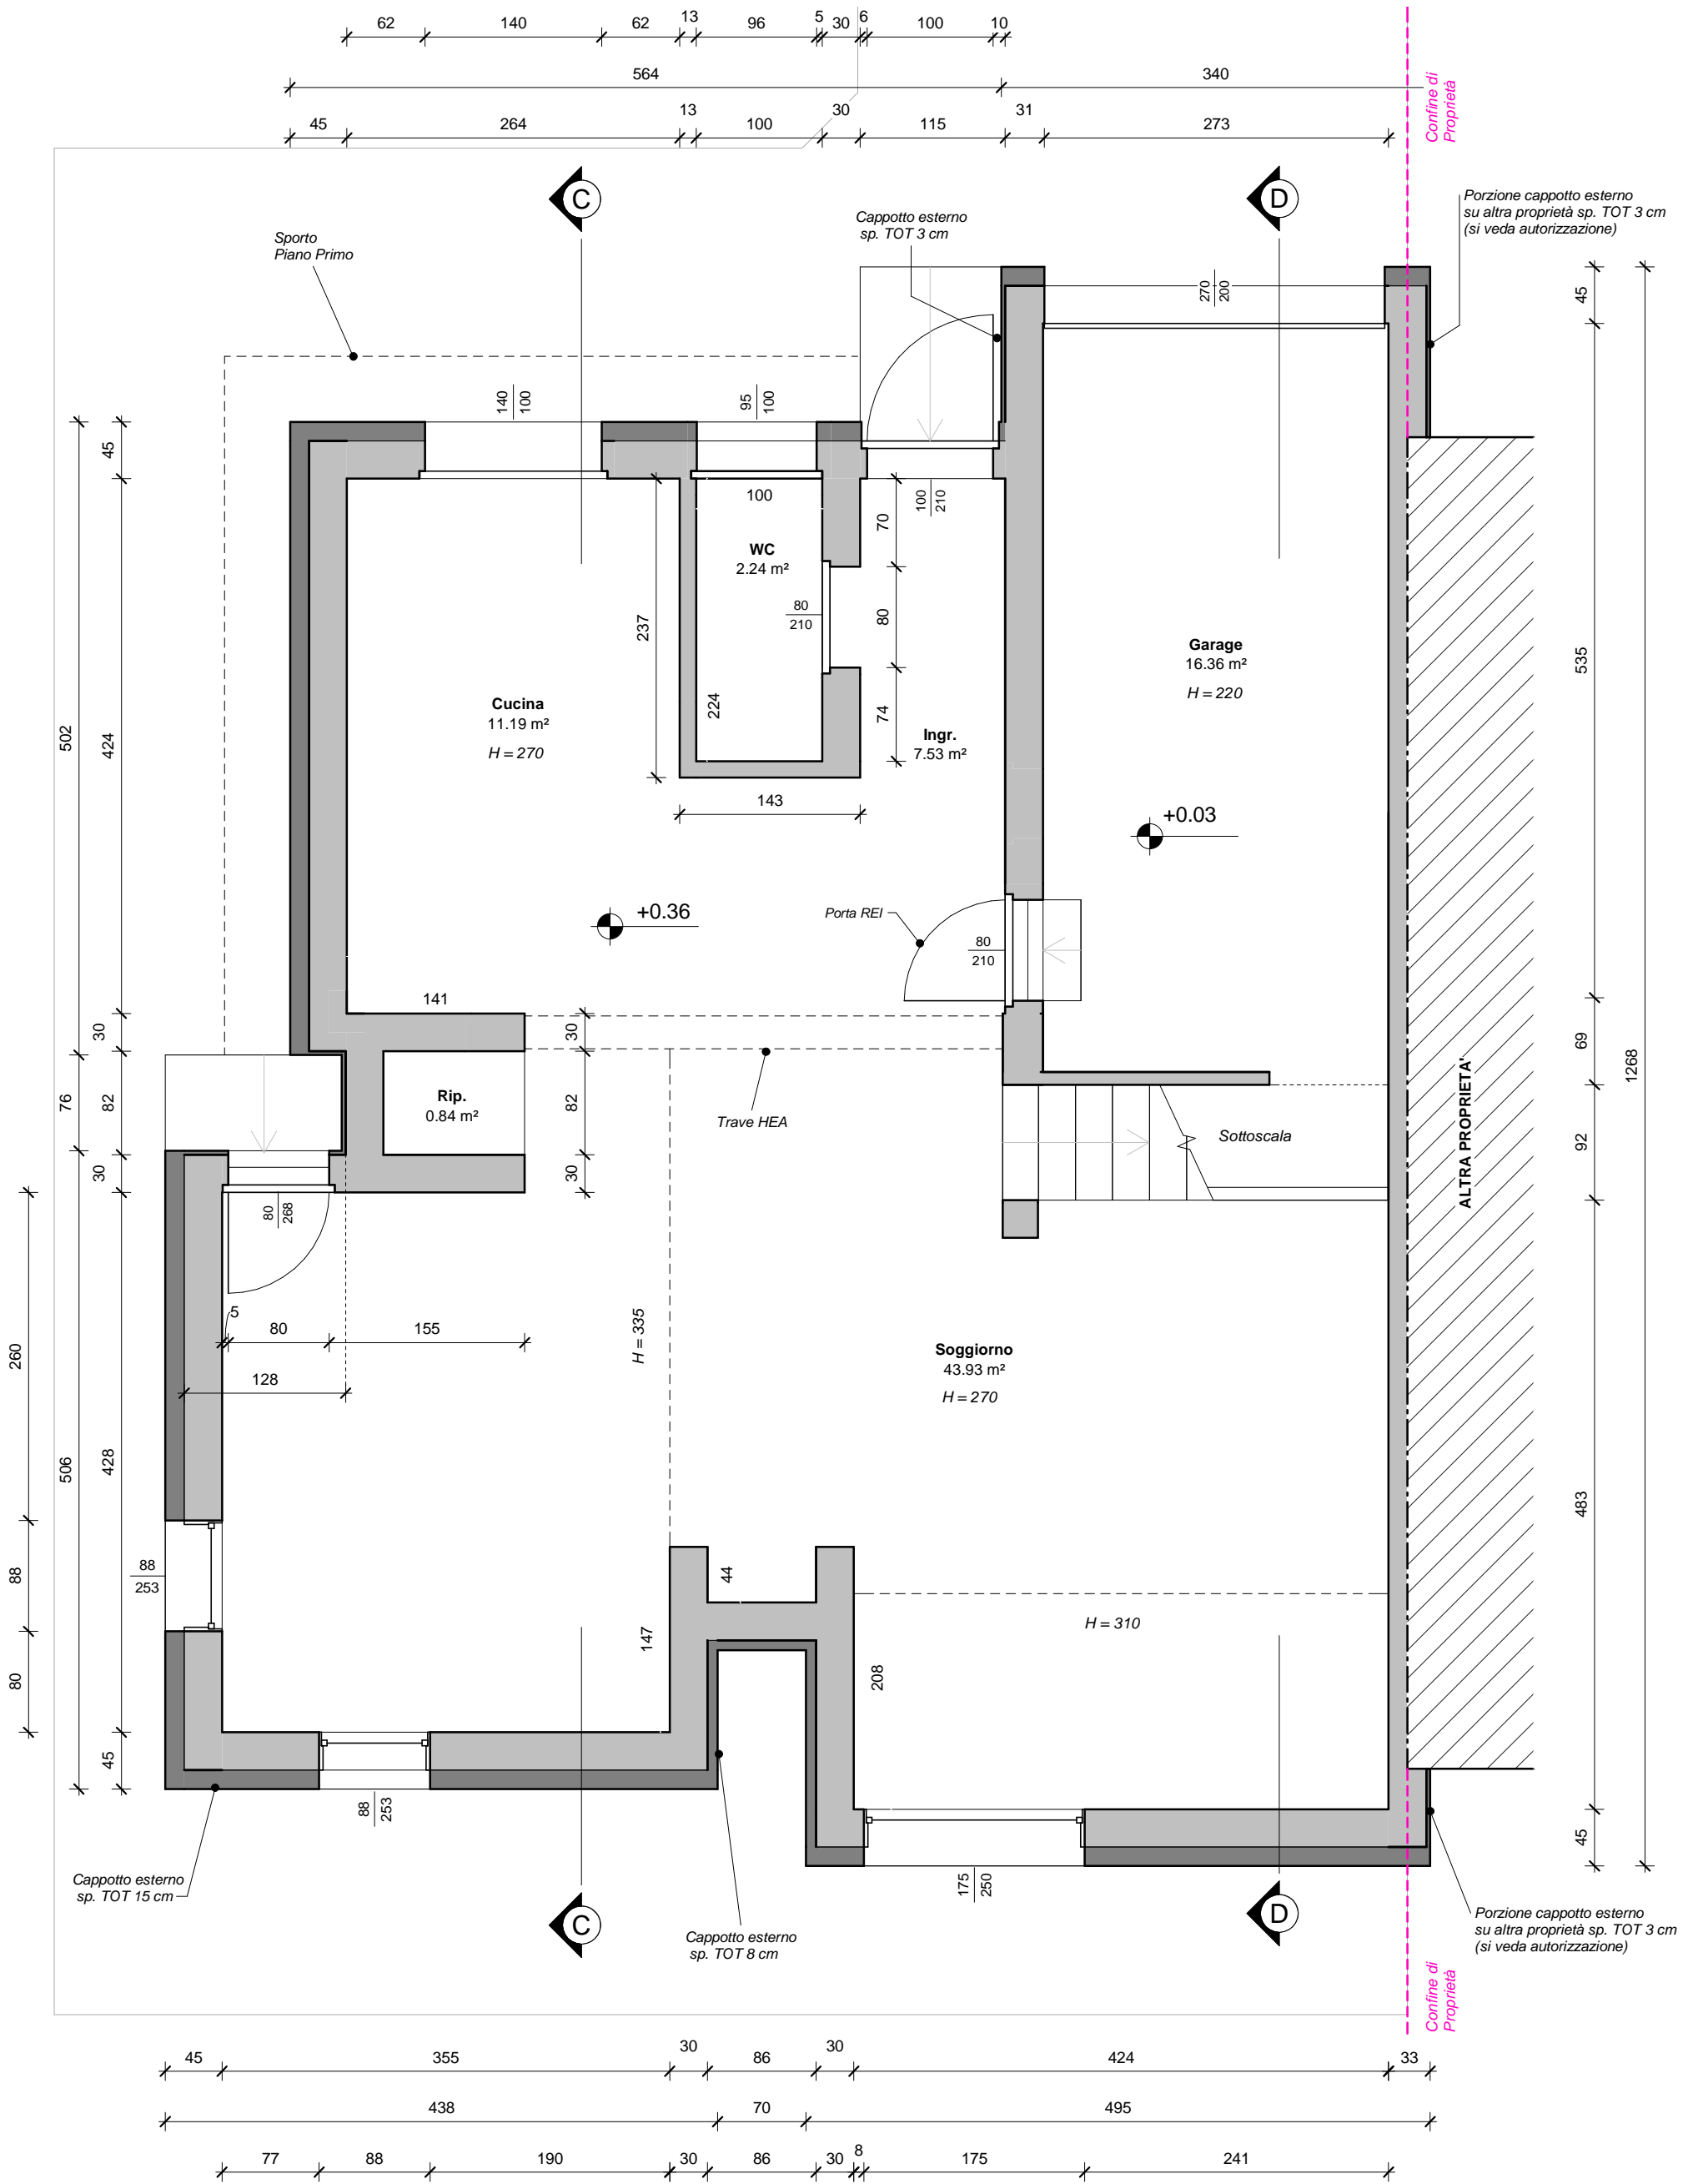 62 140 62 13 96 5 30 6 100 10
564 340
45 264 13 100 30 115 31 273
Confine di
Proprietà
C
D
Sporto
Piano Primo
Cappotto esterno
sp. TOT 3 cm
Porzione cappotto esterno
su altra proprietà sp. TOT 3 cm
(si veda autorizzazione)
270
200
45
140
100
95
100
45
100
100
210
70
WC
2.24 m²
80
210
80
237
Garage
16.36 m²
H = 220
535
Cucina
11.19 m²
H = 270
224
74
Ingr.
7.53 m²
502
424
143
+0.03
+0.36
Porta REI
80
210
141
30
30
69
1268
76
82
Rip.
0.84 m²
82
Trave HEA
Sottoscala
92
ALTRA PROPRIETA'
30
30
80
268
5
80
155
128
H = 335
Soggiorno
43.93 m²
H = 270
260
506
428
483
88
88
253
44
H = 310
147
208
80
45
88
253
45
175
250
Cappotto esterno
sp. TOT 15 cm
C
D
Cappotto esterno
sp. TOT 8 cm
Porzione cappotto esterno
su altra proprietà sp. TOT 3 cm
(si veda autorizzazione)
Confine di
Proprietà
45 355 30 86 30 424 33
438 70 495
77 88 190 30 86 30 8 175 241